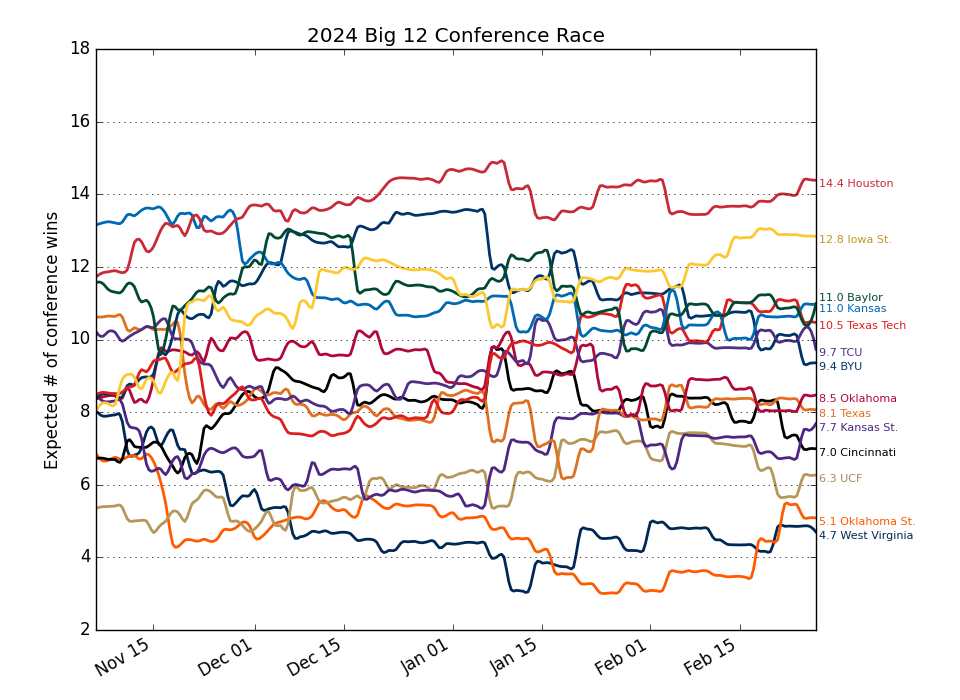 2024 Big 12 Conference Race
Expected # of conference wins
18
16
14
12
10
8
6
4
2
Nov 15
Dec 01
Dec 15
Jan 01
Jan 15
Feb 01
Feb 15
14.4 Houston
12.8 Iowa St.
11.0 Baylor
11.0 Kansas
10.5 Texas Tech
9.7 TCU
9.4 BYU
8.5 Oklahoma
8.1 Texas
7.7 Kansas St.
7.0 Cincinnati
6.3 UCF
5.1 Oklahoma St.
4.7 West Virginia